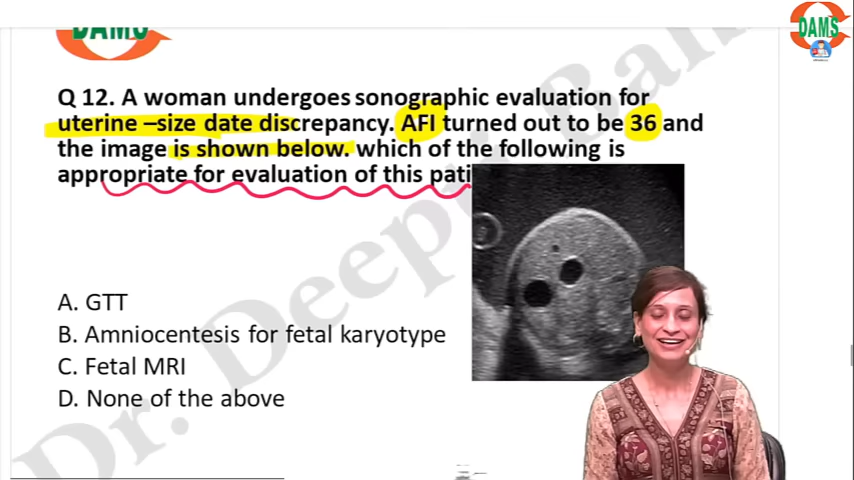 DAMS
DAMS
Q 12. A woman undergoes sonographic evaluation for
uterine –size date discrepancy. AFI turned out to be 36 and
the image is shown below. which of the following is
appropriate for evaluation of this pati
A. GTT
B. Amniocentesis for fetal karyotype
C. Fetal MRI
D. None of the above
Dr. Deepti Bah